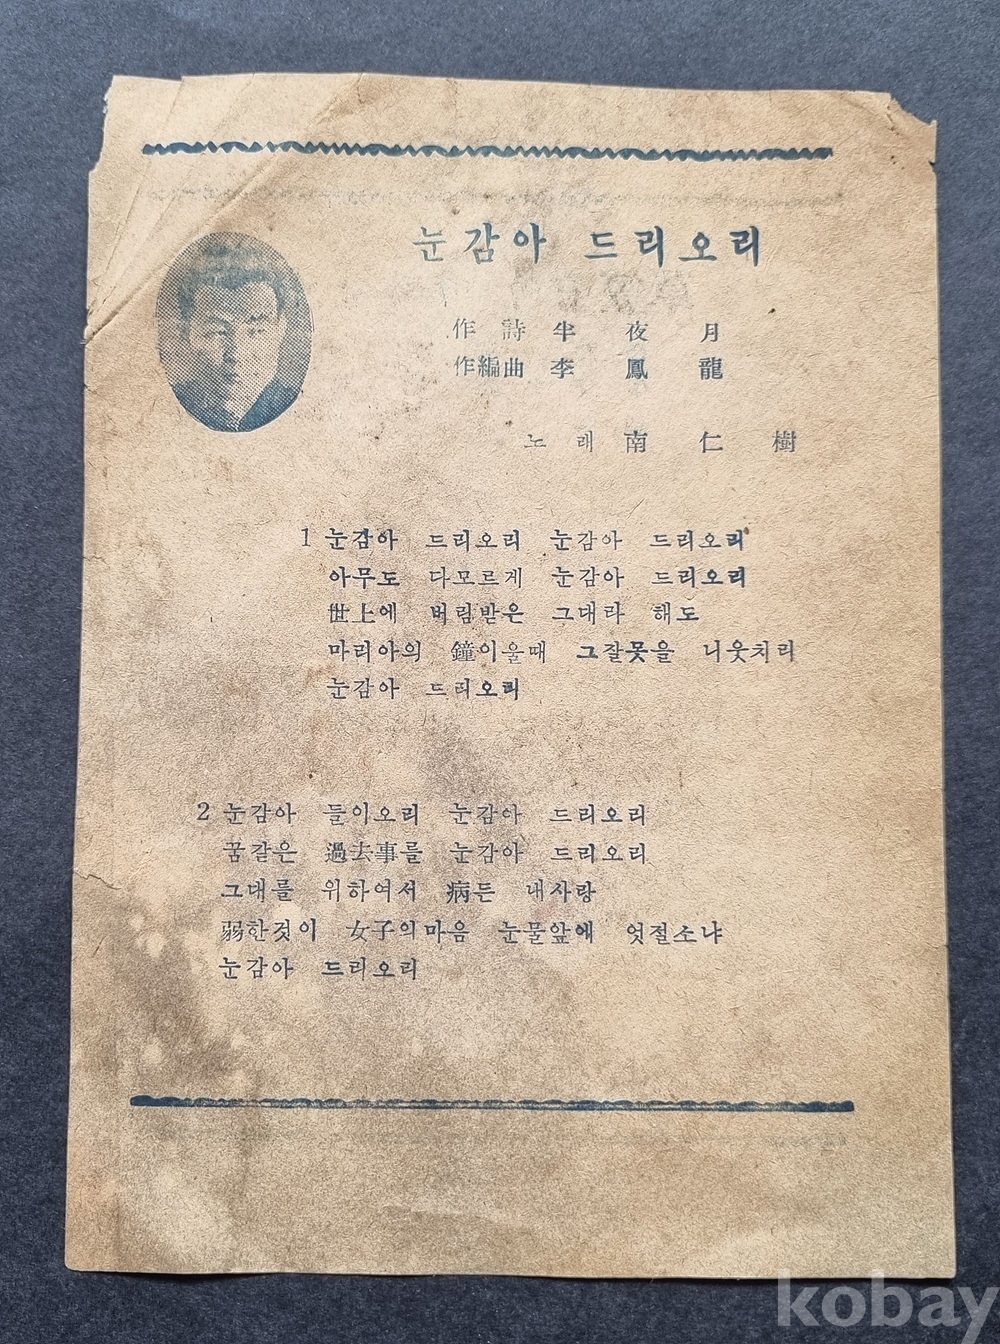 눈감아 드리오리
作詩 半夜月
作編曲 李鳳龍
노래 南仁樹
1 눈감아 드리오리 눈감아 드리오리
아무도 다모르게 눈감아 드리오리
世上에 버림받은 그대라 해도
마리아의 鐘이울때 그잘못을 니웃치리
눈감아 드리오리
2 눈감아 들이오리 눈감아 드리오리
꿈같은 過去事를 눈감아 드리오리
그대를 위하여서 病든 내사랑
弱한것이 女子의마음 눈물앞에 엇절소냐
눈감아 드리오리
kobay